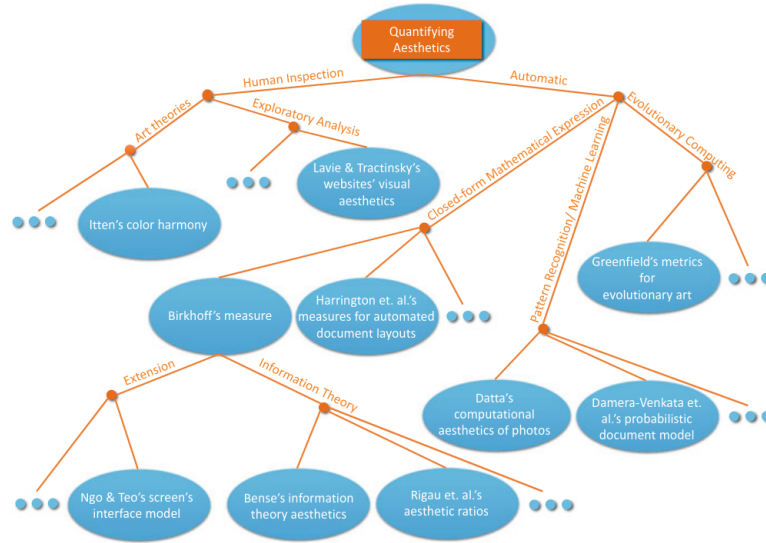 Quantifying
Aesthetics
Human Inspection
Automatic
Art theories
Exploratory Analysis
Closed-form Mathematical Expression
Pattern Recognition/ Machine Learning
Evolutionary Computing
Lavie & Tractinsky's
websites' visual
aesthetics
Itten's color harmony
Greenfield's metrics
for
evolutionary art
Birkhoff's measure
Harrington et. al.'s
measures for automated
document layouts
Extension
Information Theory
Datta's
computational
aesthetics of photos
Damera-Venkata et.
al.'s probabilistic
document model
Ngo & Teo's screen's
interface model
Bense's information
theory aesthetics
Rigau et. al.'s
aesthetic ratios